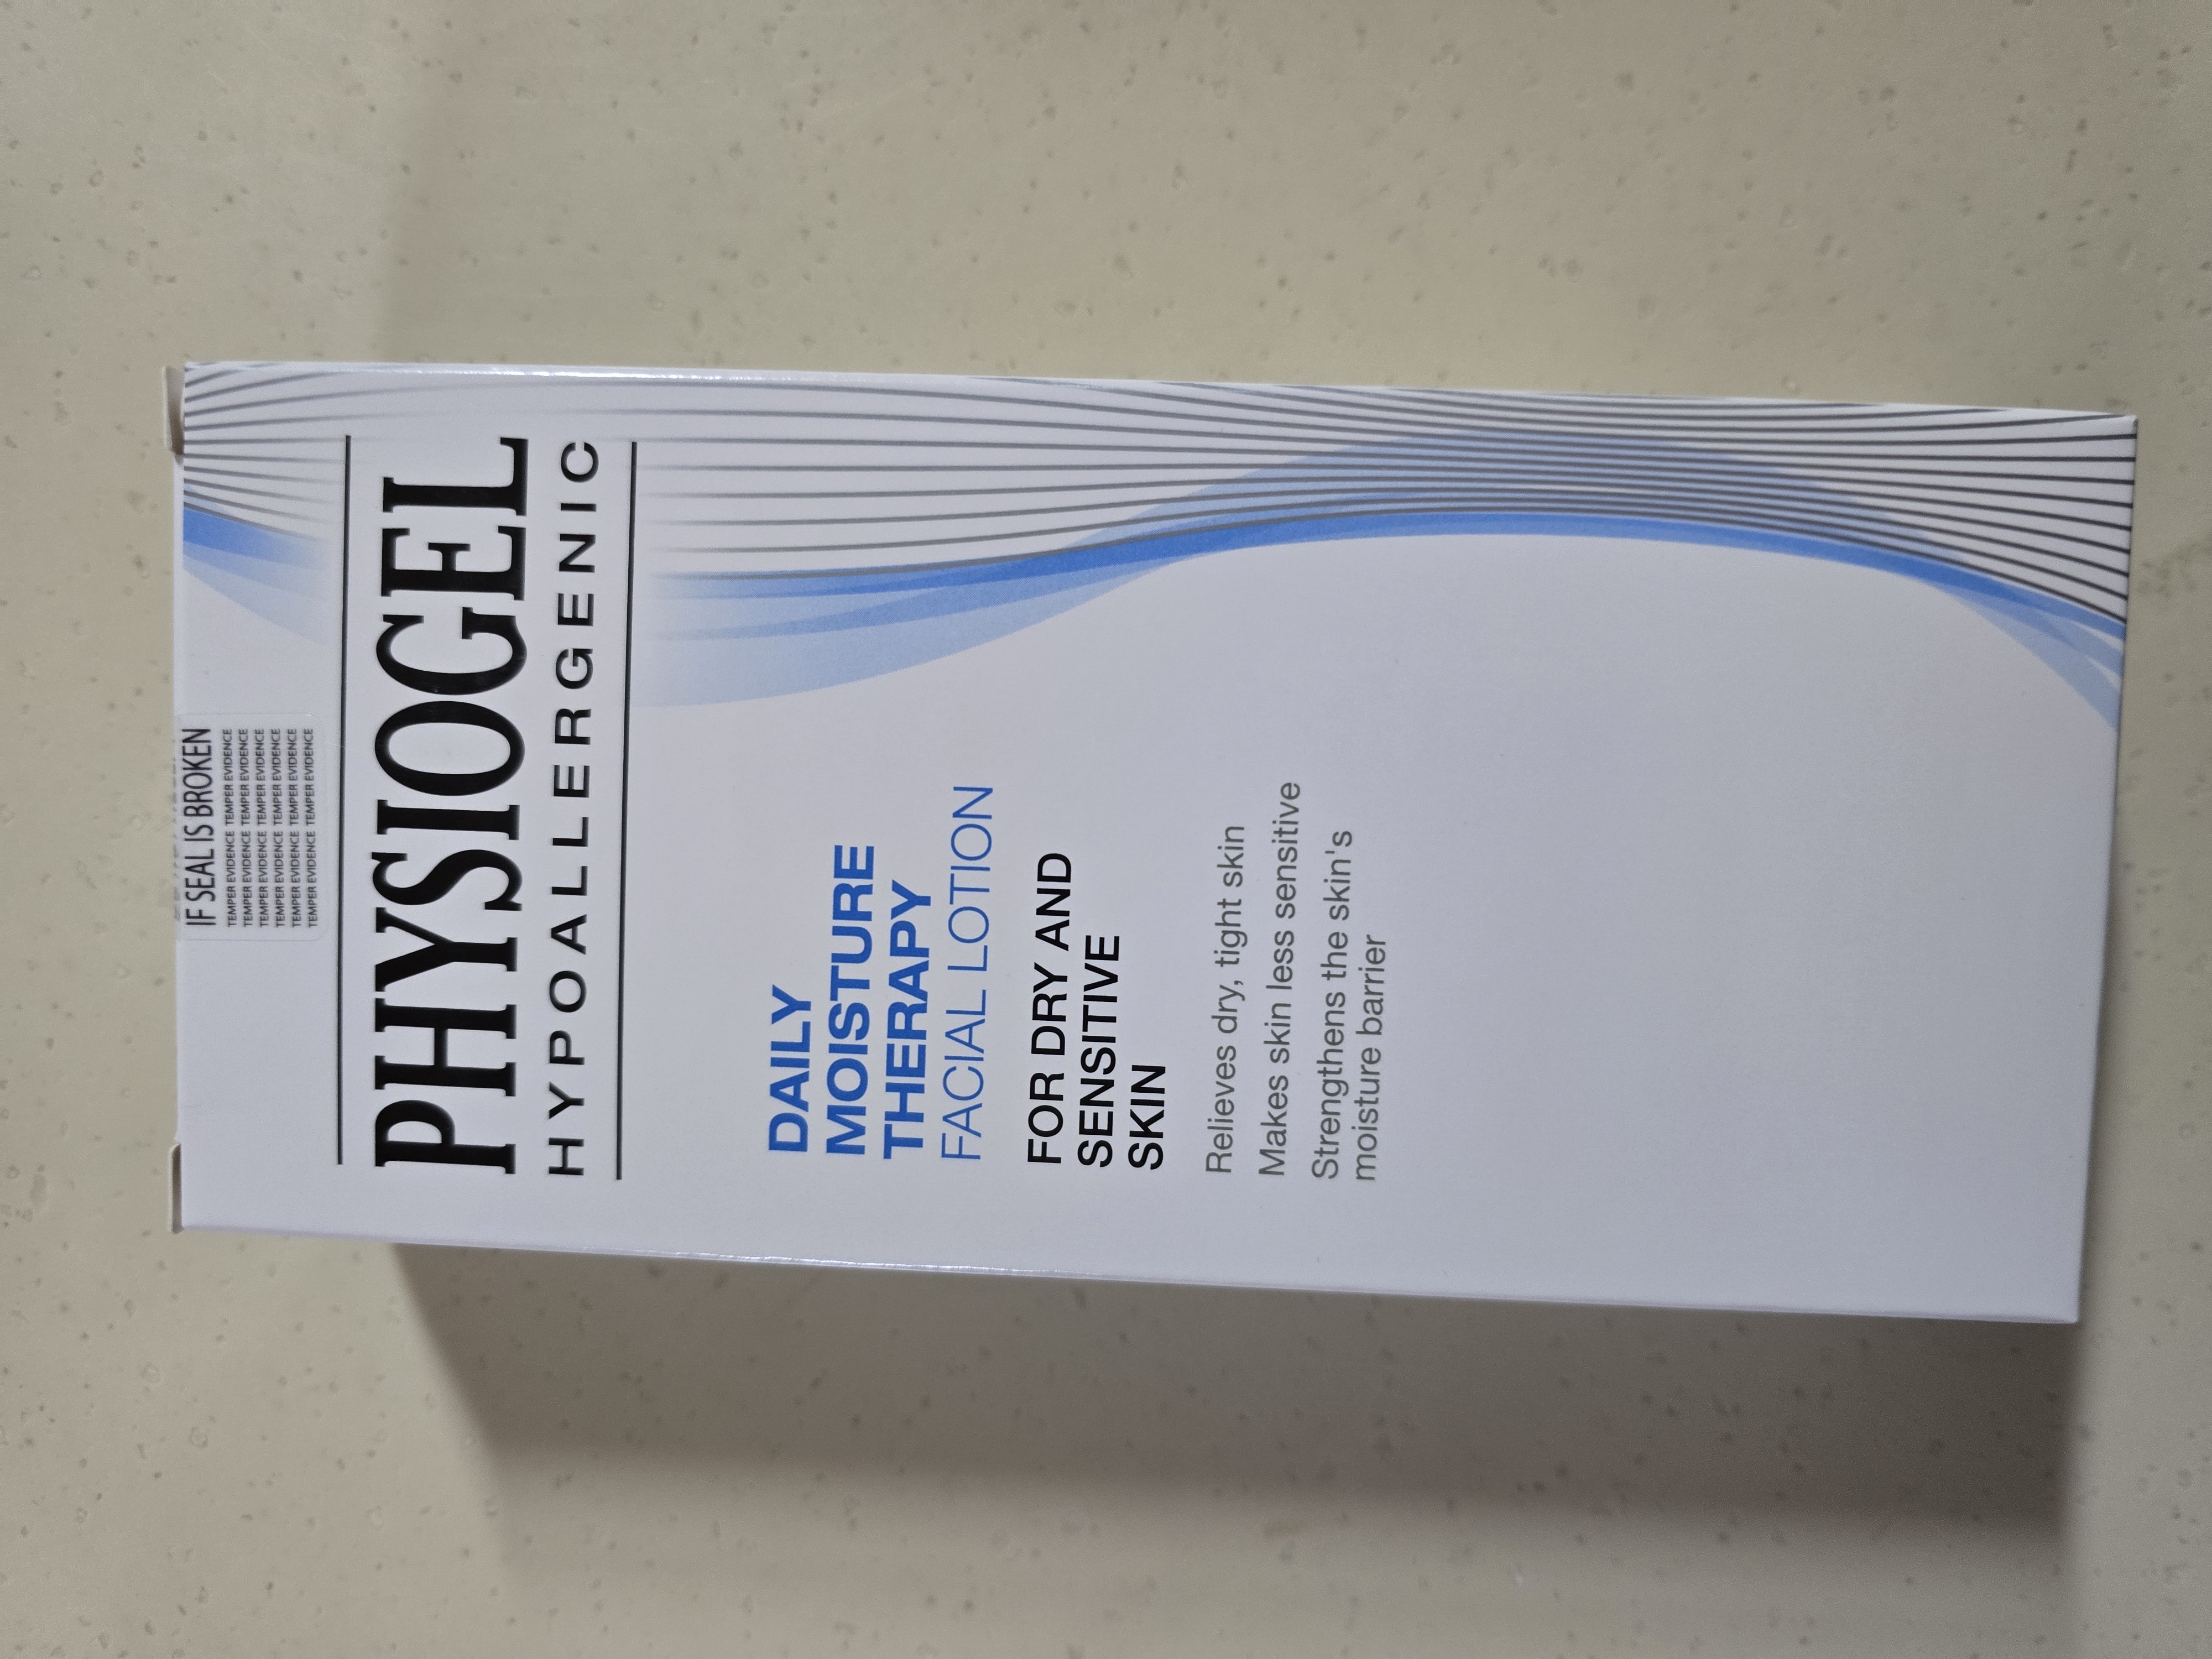 IF SEAL IS BROKEN
TEMPER EVIDENCE TEMPER EVIDENCE
TEMPER EVIDENCE TEMPER EVIDENCE
TEMPER EVIDENCE TEMPER EVIDENCE
TEMPER EVIDENCE TEMPER EVIDENCE
TEMPER EVIDENCE TEMPER EVIDENCE
TEMPER EVIDENCE TEMPER EVIDENCE
PHYSIOGEL
HYPOALLERGENIC
DAILY
MOISTURE
THERAPY
FACIAL LOTION
FOR DRY AND
SENSITIVE
SKIN
Relieves dry, tight skin
Makes skin less sensitive
Strengthens the skin's
moisture barrier